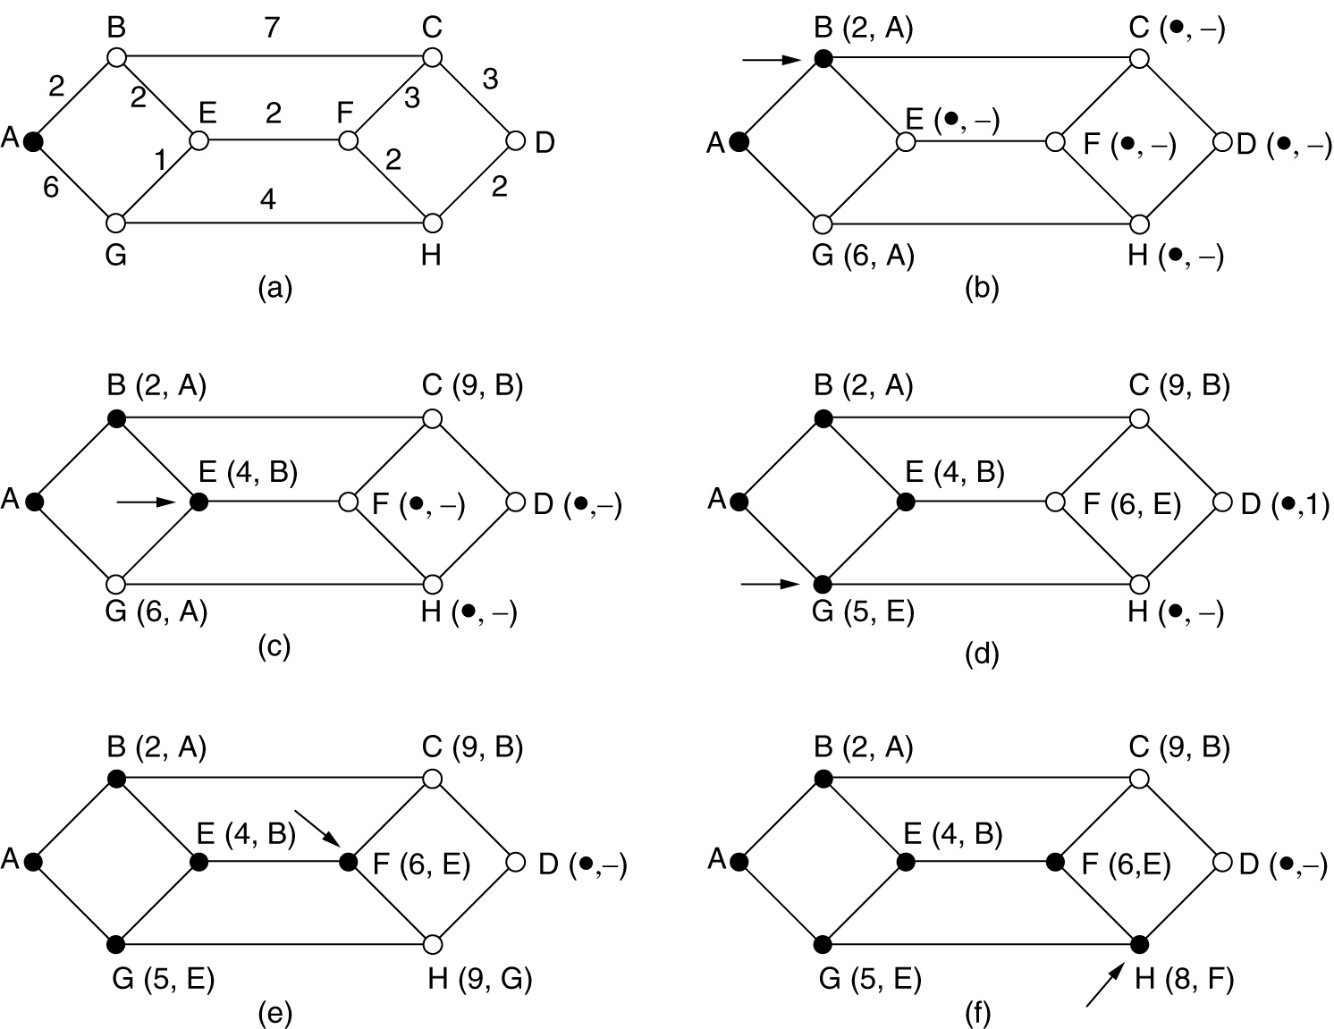 B 7 C
2 2 3 3
A E 2 F D
6 1 2 2
4
G H
(a)
B (2, A) C (●, –)
A E (●, –) F (●, –) D (●, –)
G (6, A) H (●, –)
(b)
B (2, A) C (9, B)
E (4, B)
A F (●, –) D (●,–)
G (6, A) H (●, –)
(c)
B (2, A) C (9, B)
E (4, B)
A F (6, E) D (●,1)
G (5, E) H (●, –)
(d)
B (2, A) C (9, B)
E (4, B)
A F (6, E) D (●,–)
G (5, E) H (9, G)
(e)
B (2, A) C (9, B)
E (4, B)
A F (6,E) D (●,–)
G (5, E) H (8, F)
(f)